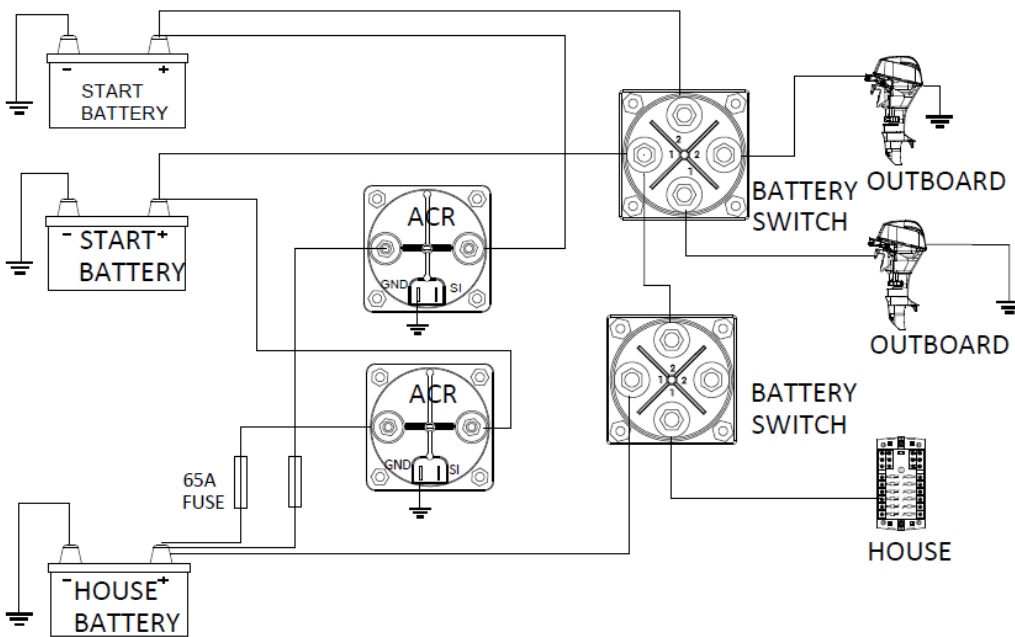 - +
START
BATTERY
- +
START
BATTERY
ACR
GND SI
ACR
GND SI
65A
FUSE
- +
HOUSE
BATTERY
2
1 2
1
BATTERY
SWITCH
2
1 2
1
BATTERY
SWITCH
OUTBOARD
OUTBOARD
HOUSE